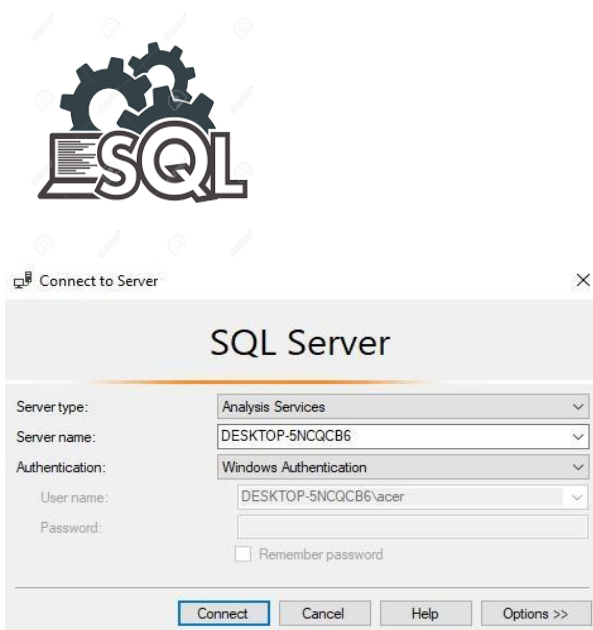 SQL
Connect to Server
SQL Server
Server type: Analysis Services
Server name: DESKTOP-5NCQCB6
Authentication: Windows Authentication
User name: DESKTOP-5NCQCB6\acer
Password:
Remember password
Connect Cancel Help Options >>